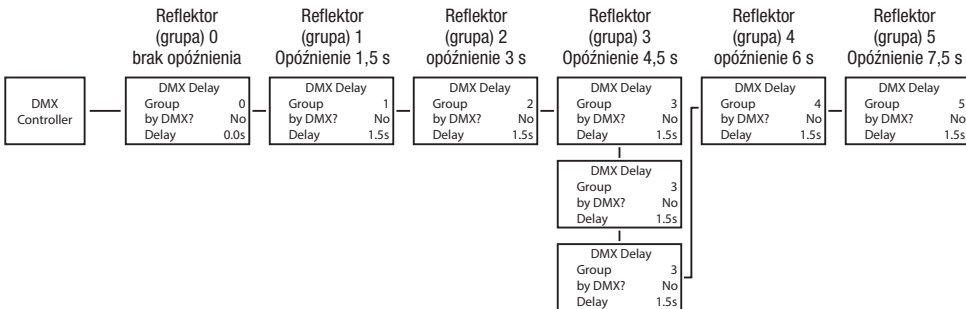 Reflektor
(grupa) 0
brak opóźnienia
Reflektor
(grupa) 1
Opóźnienie 1,5 s
Reflektor
(grupa) 2
opóźnienie 3 s
Reflektor
(grupa) 3
Opóźnienie 4,5 s
Reflektor
(grupa) 4
opóźnienie 6 s
Reflektor
(grupa) 5
Opóźnienie 7,5 s
DMX
Controller
DMX Delay
Group 0
by DMX? No
Delay 0.0s
DMX Delay
Group 1
by DMX? No
Delay 1.5s
DMX Delay
Group 2
by DMX? No
Delay 1.5s
DMX Delay
Group 3
by DMX? No
Delay 1.5s
DMX Delay
Group 3
by DMX? No
Delay 1.5s
DMX Delay
Group 3
by DMX? No
Delay 1.5s
DMX Delay
Group 4
by DMX? No
Delay 1.5s
DMX Delay
Group 5
by DMX? No
Delay 1.5s